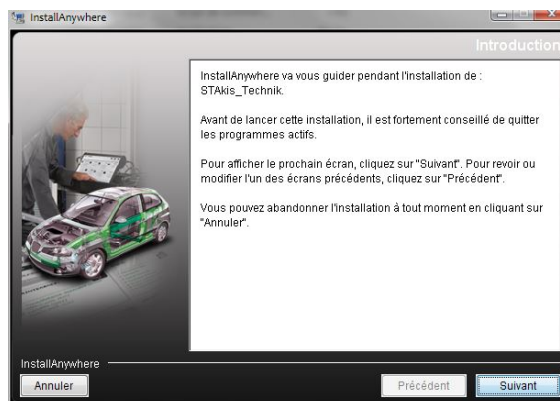 InstallAnywhere
Introduction
InstallAnywhere va vous guider pendant l'installation de :
STAkis_Technik.
Avant de lancer cette installation, il est fortement conseillé de quitter
les programmes actifs.
Pour afficher le prochain écran, cliquez sur "Suivant". Pour revoir ou
modifier l'un des écrans précédents, cliquez sur "Précédent".
Vous pouvez abandonner l'installation à tout moment en cliquant sur
"Annuler".
InstallAnywhere
Annuler
Précédent
Suivant